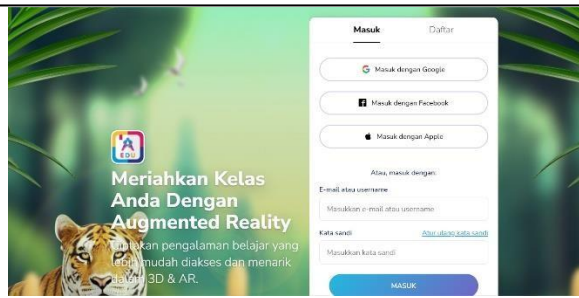 Masuk
Daftar
Masuk dengan Google
Masuk dengan Facebook
Masuk dengan Apple
Atau, masuk dengan:
E-mail atau username
Masukkan e-mail atau username
Kata sandi
Atur ulang kata sandi
Masukkan kata sandi
MASUK
A
EDU
Meriahkan Kelas
Anda Dengan
Augmented Reality
pengalaman belajar yang
lebih mudah diakses dan menarik
dalam 3D & AR.